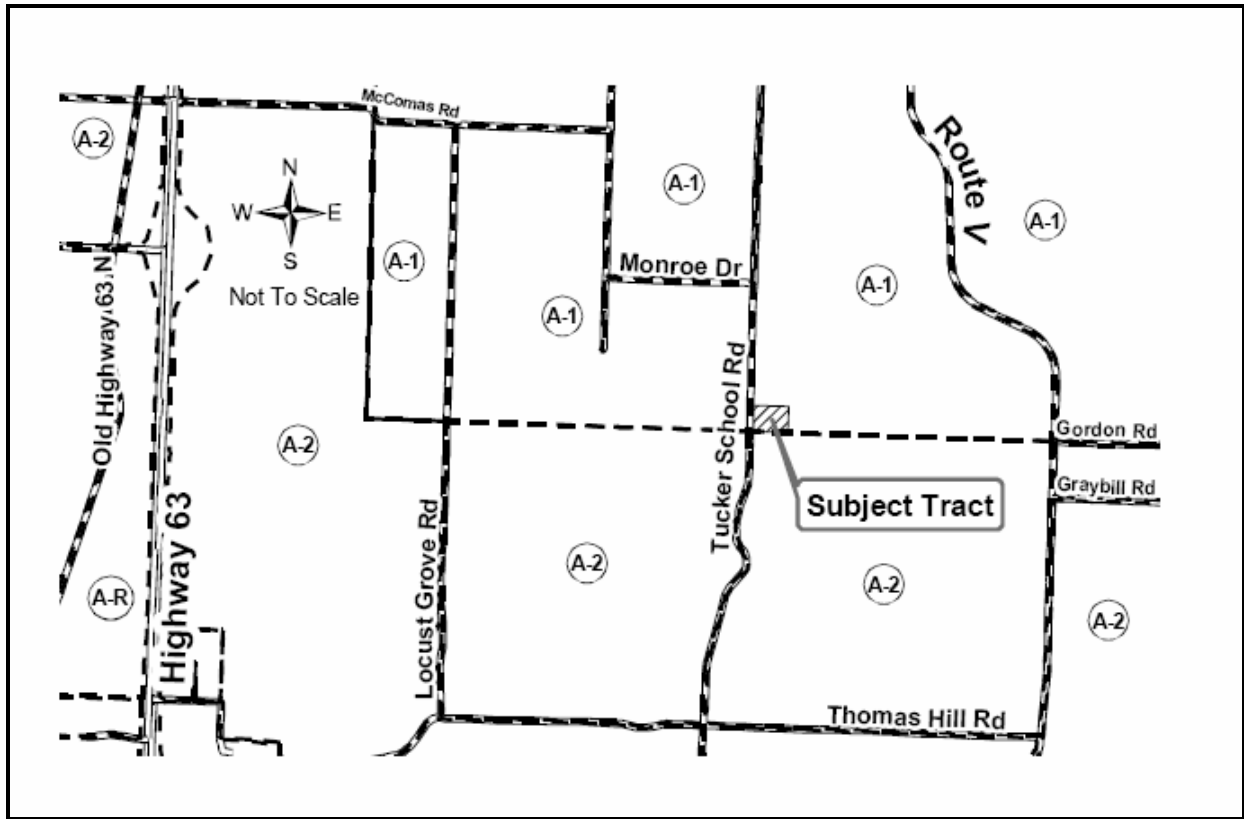 McComas Rd
A-2
N
W E
S
Not To Scale
A-1
A-1
A-1
A-1
A-1
Route V
Monroe Dr
Old Highway 63 N
Highway 63
A-2
Locust Grove Rd
Tucker School Rd
Gordon Rd
Graybill Rd
Subject Tract
A-R
A-2
A-2
A-2
Thomas Hill Rd